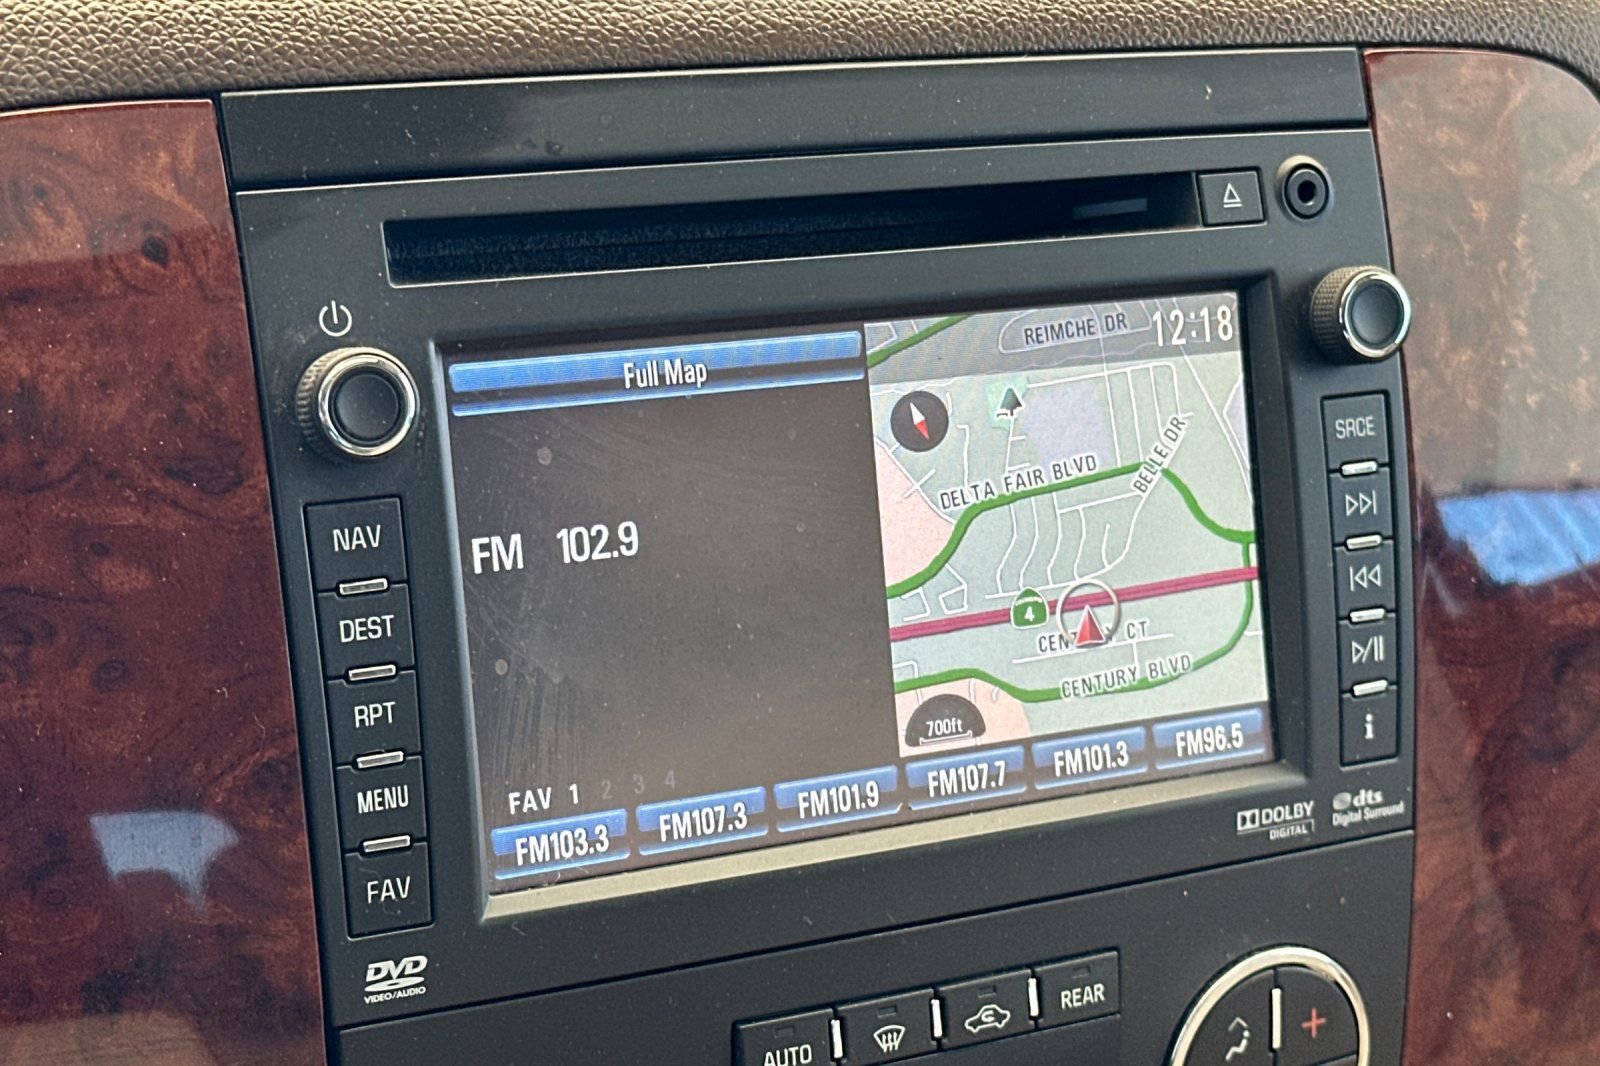 Full Map
REIMCHE DR
12:18
DELTA FAIR BLVD
BELLE DR
4
CENTURY CT
CENTURY BLVD
700ft
FM 102.9
FAV 1 2 3 4
FM103.3
FM107.3
FM101.9
FM107.7
FM101.3
FM96.5
NAV
DEST
RPT
MENU
FAV
SRCE
i
DVD
VIDEO/AUDIO
DOLBY
DIGITAL
dts
Digital Surround
AUTO
REAR